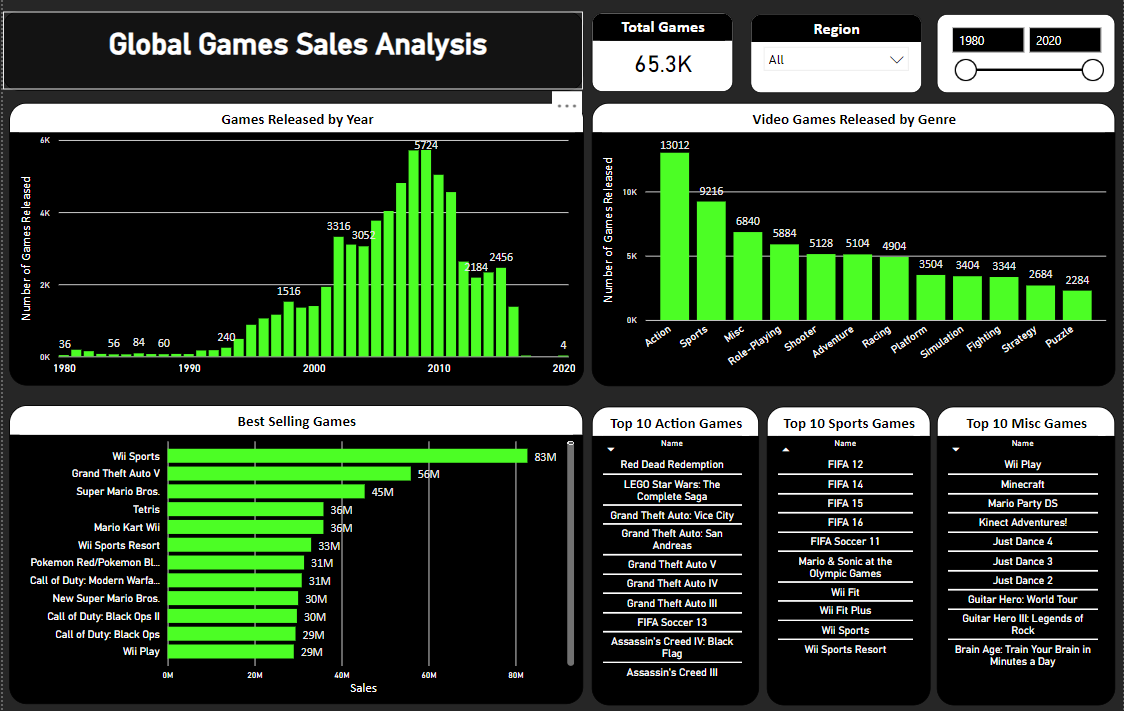 Global Games Sales Analysis
Total Games
65.3K
Region
All
1980
2020
Games Released by Year
Number of Games Released
6K
4K
2K
0K
36
56
84
60
240
1516
3316
3052
5724
2184
2456
4
1980
1990
2000
2010
2020
Video Games Released by Genre
Number of Games Released
10K
5K
0K
13012
9216
6840
5884
5128
5104
4904
3504
3404
3344
2684
2284
Action
Sports
Misc
Role-Playing
Shooter
Adventure
Racing
Platform
Simulation
Fighting
Strategy
Puzzle
Best Selling Games
Wii Sports 83M
Grand Theft Auto V 56M
Super Mario Bros. 45M
Tetris 36M
Mario Kart Wii 36M
Wii Sports Resort 33M
Pokemon Red/Pokemon Bl... 31M
Call of Duty: Modern Warfa... 31M
New Super Mario Bros. 30M
Call of Duty: Black Ops II 30M
Call of Duty: Black Ops 29M
Wii Play 29M
0M 20M 40M 60M 80M
Sales
Top 10 Action Games
Name
Red Dead Redemption
LEGO Star Wars: The
Complete Saga
Grand Theft Auto: Vice City
Grand Theft Auto: San
Andreas
Grand Theft Auto V
Grand Theft Auto IV
Grand Theft Auto III
FIFA Soccer 13
Assassin's Creed IV: Black
Flag
Assassin's Creed III
Top 10 Sports Games
Name
FIFA 12
FIFA 14
FIFA 15
FIFA 16
FIFA Soccer 11
Mario & Sonic at the
Olympic Games
Wii Fit
Wii Fit Plus
Wii Sports
Wii Sports Resort
Top 10 Misc Games
Name
Wii Play
Minecraft
Mario Party DS
Kinect Adventures!
Just Dance 4
Just Dance 3
Just Dance 2
Guitar Hero: World Tour
Guitar Hero III: Legends of
Rock
Brain Age: Train Your Brain in
Minutes a Day